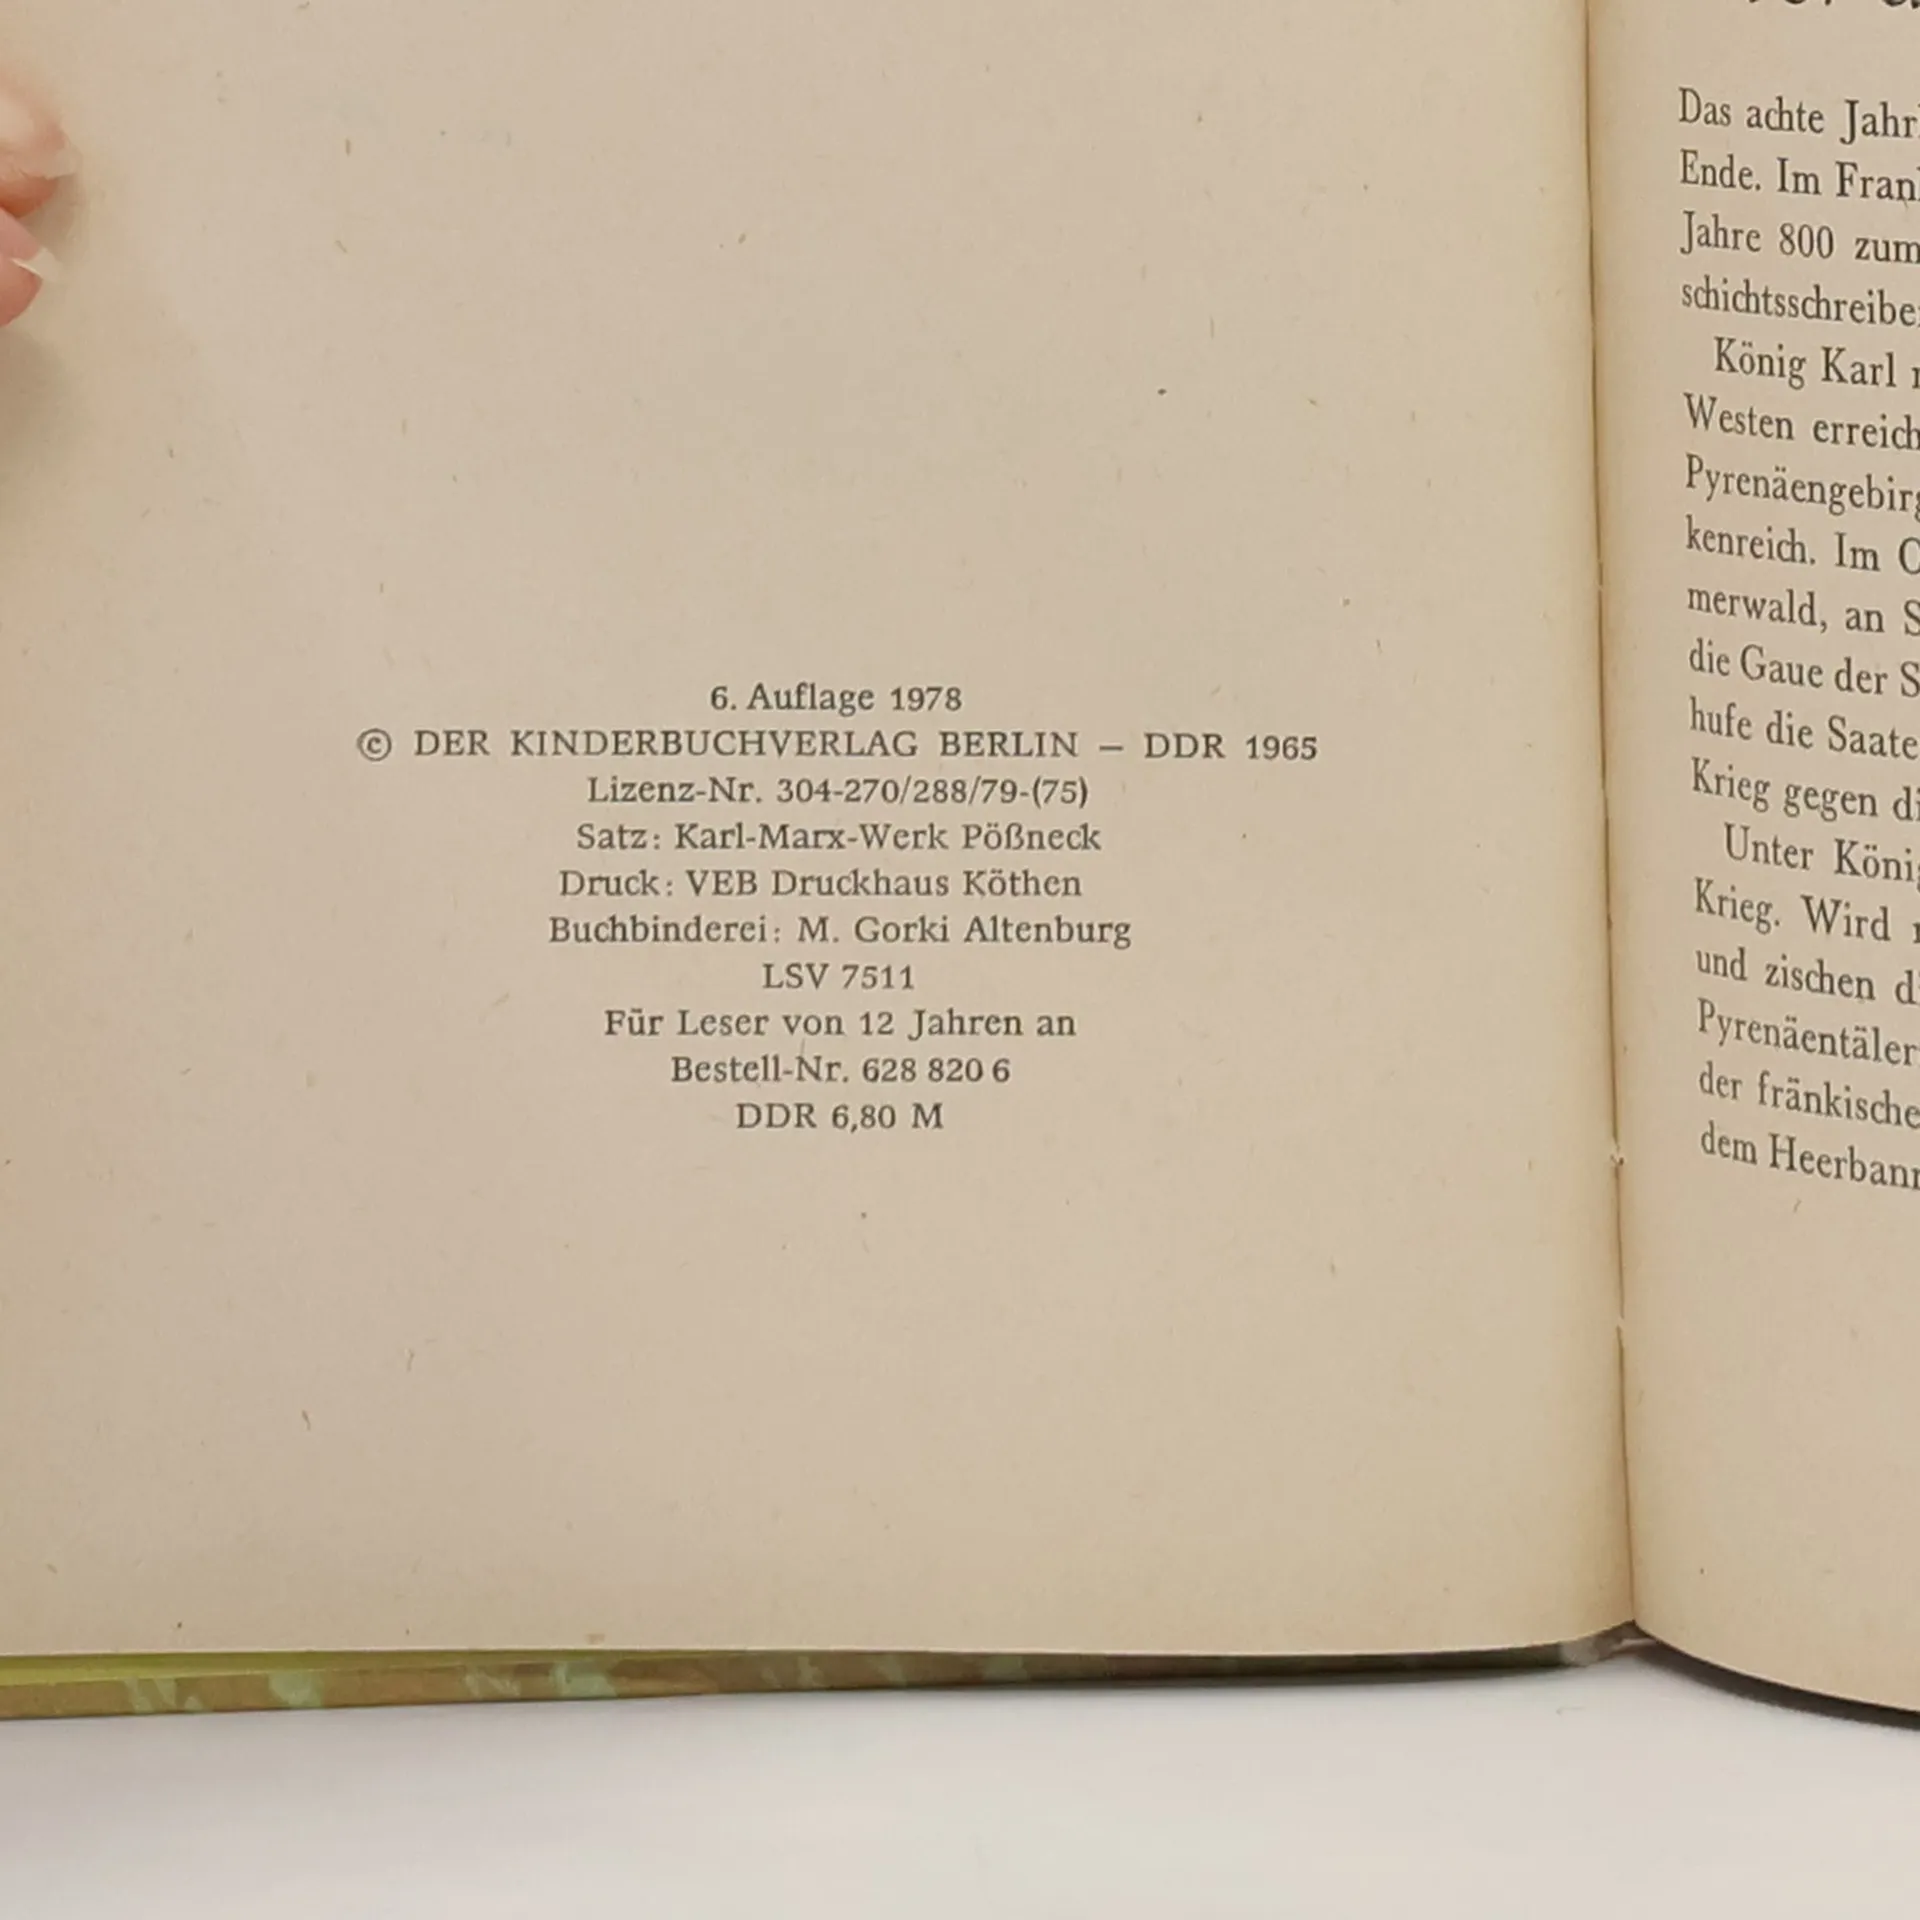 6. Auflage 1978
© DER KINDERBUCHVERLAG BERLIN – DDR 1965
Lizenz-Nr. 304-270/288/79-(75)
Satz: Karl-Marx-Werk Pößneck
Druck: VEB Druckhaus Köthen
Buchbinderei: M. Gorki Altenburg
LSV 7511
Für Leser von 12 Jahren an
Bestell-Nr. 628 820 6
DDR 6,80 M
Das achte
Ende. Im
Jahre 800 zum
König Karl
Westen
kenreich. Im
merwald, an
die Gaue der
hufe die
Krieg gegen
Unter
Krieg. Wird
und zischen
der
dem